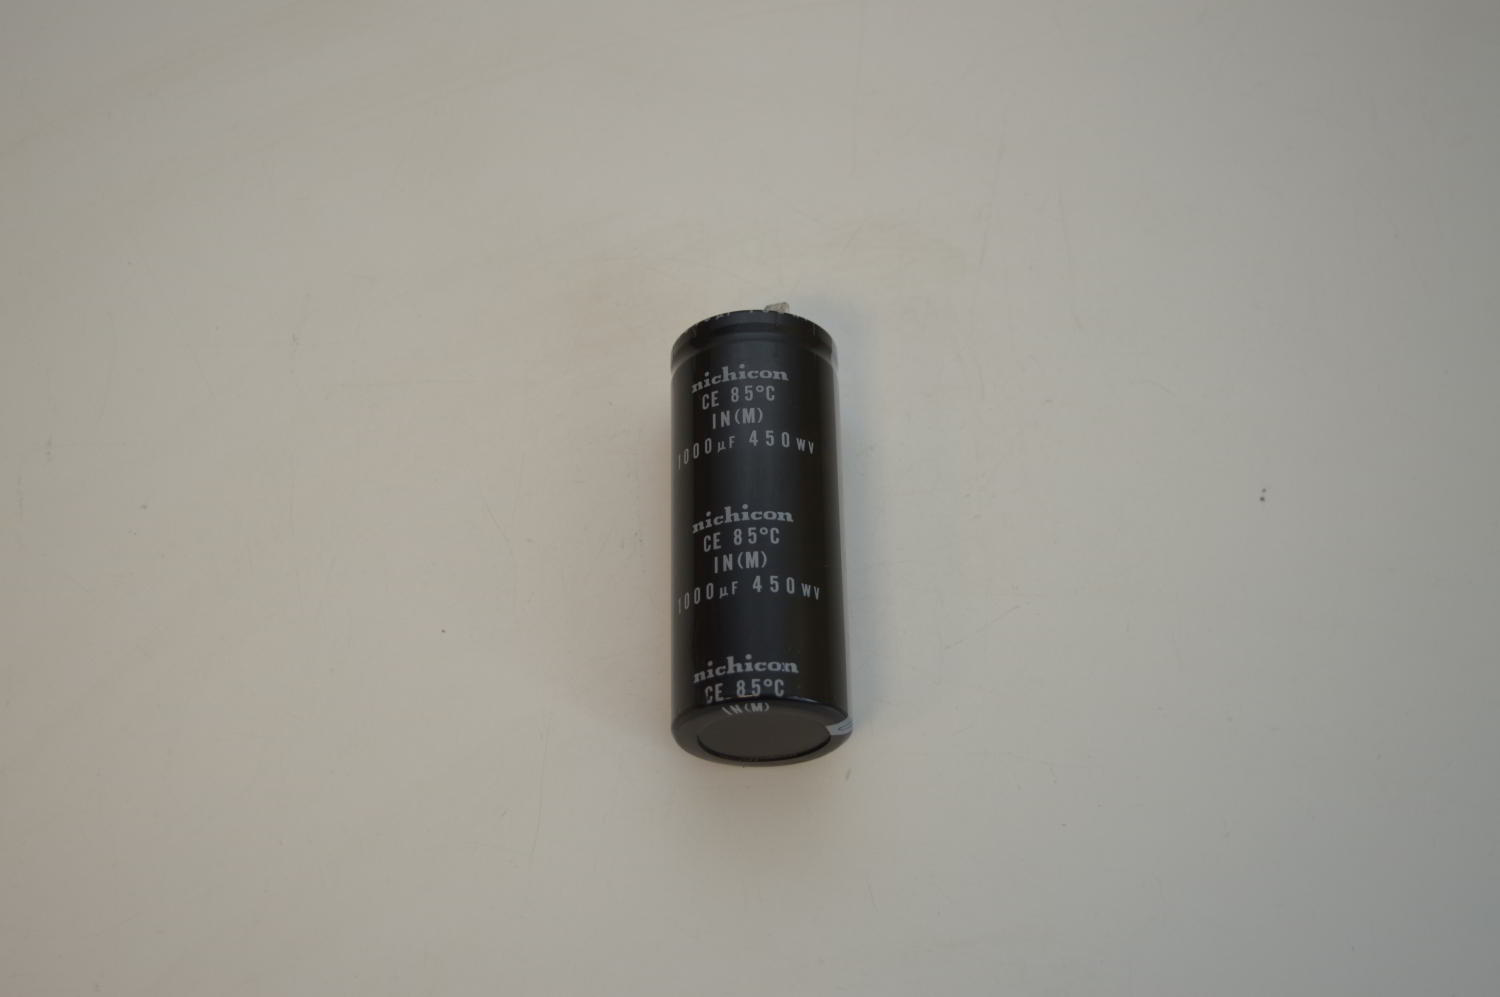 nichicon
CE 85°C
IN(M)
1000μF 450WV
nichicon
CE 85°C
IN(M)
1000μF 450WV
nichicon
CE 85°C
IN(M)